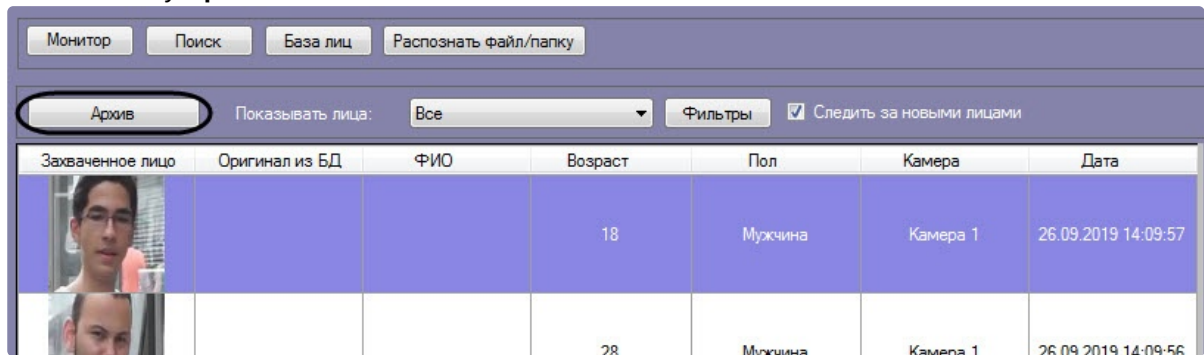 Монитор Поиск База лиц Распознать файл/папку
Архив Показывать лица: Все Фильтры Следить за новыми лицами
Захваченное лицо Оригинал из БД ФИО Возраст Пол Камера Дата
18 Мужчина Камера 1 26.09.2019 14:09:57
28 Мужчина Камера 1 26.09.2019 14:09:56